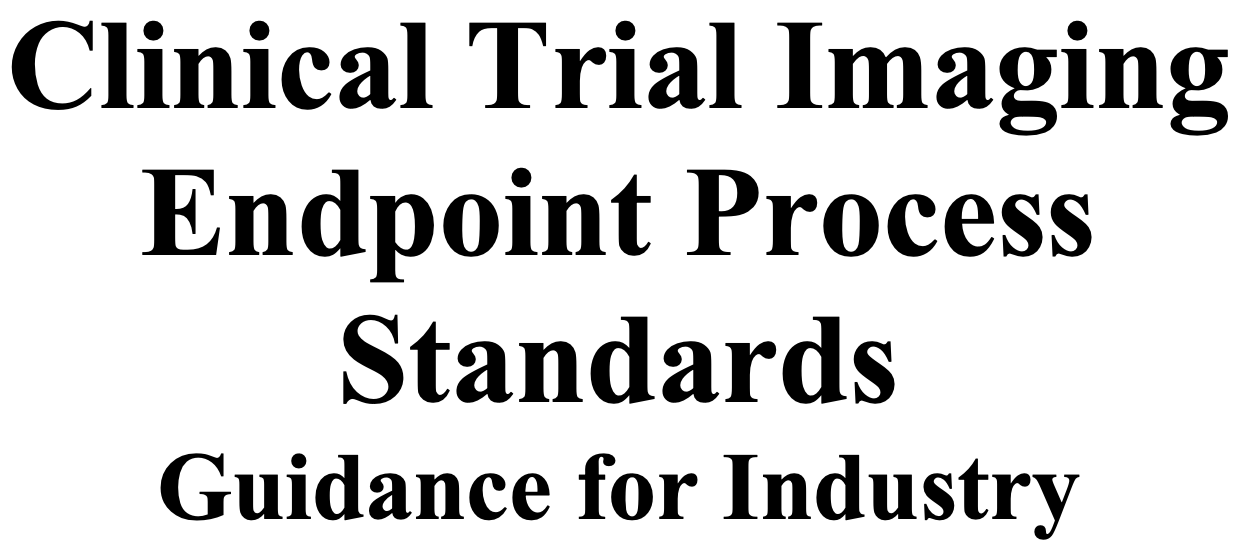 Clinical Trial Imaging
Endpoint Process
Standards
Guidance for Industry